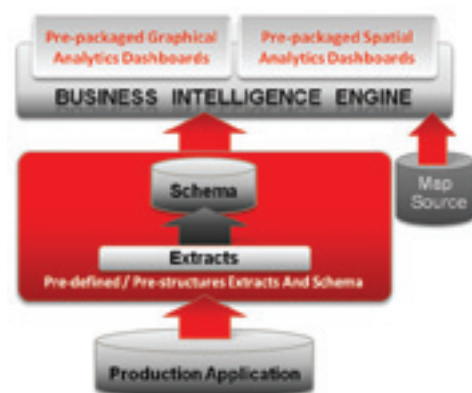 Pre-packaged Graphical
Analytics Dashboards
Pre-packaged Spatial
Analytics Dashboards
BUSINESS INTELLIGENCE ENGINE
Schema
Map
Source
Extracts
Pre-defined / Pre-structures Extracts And Schema
Production Application